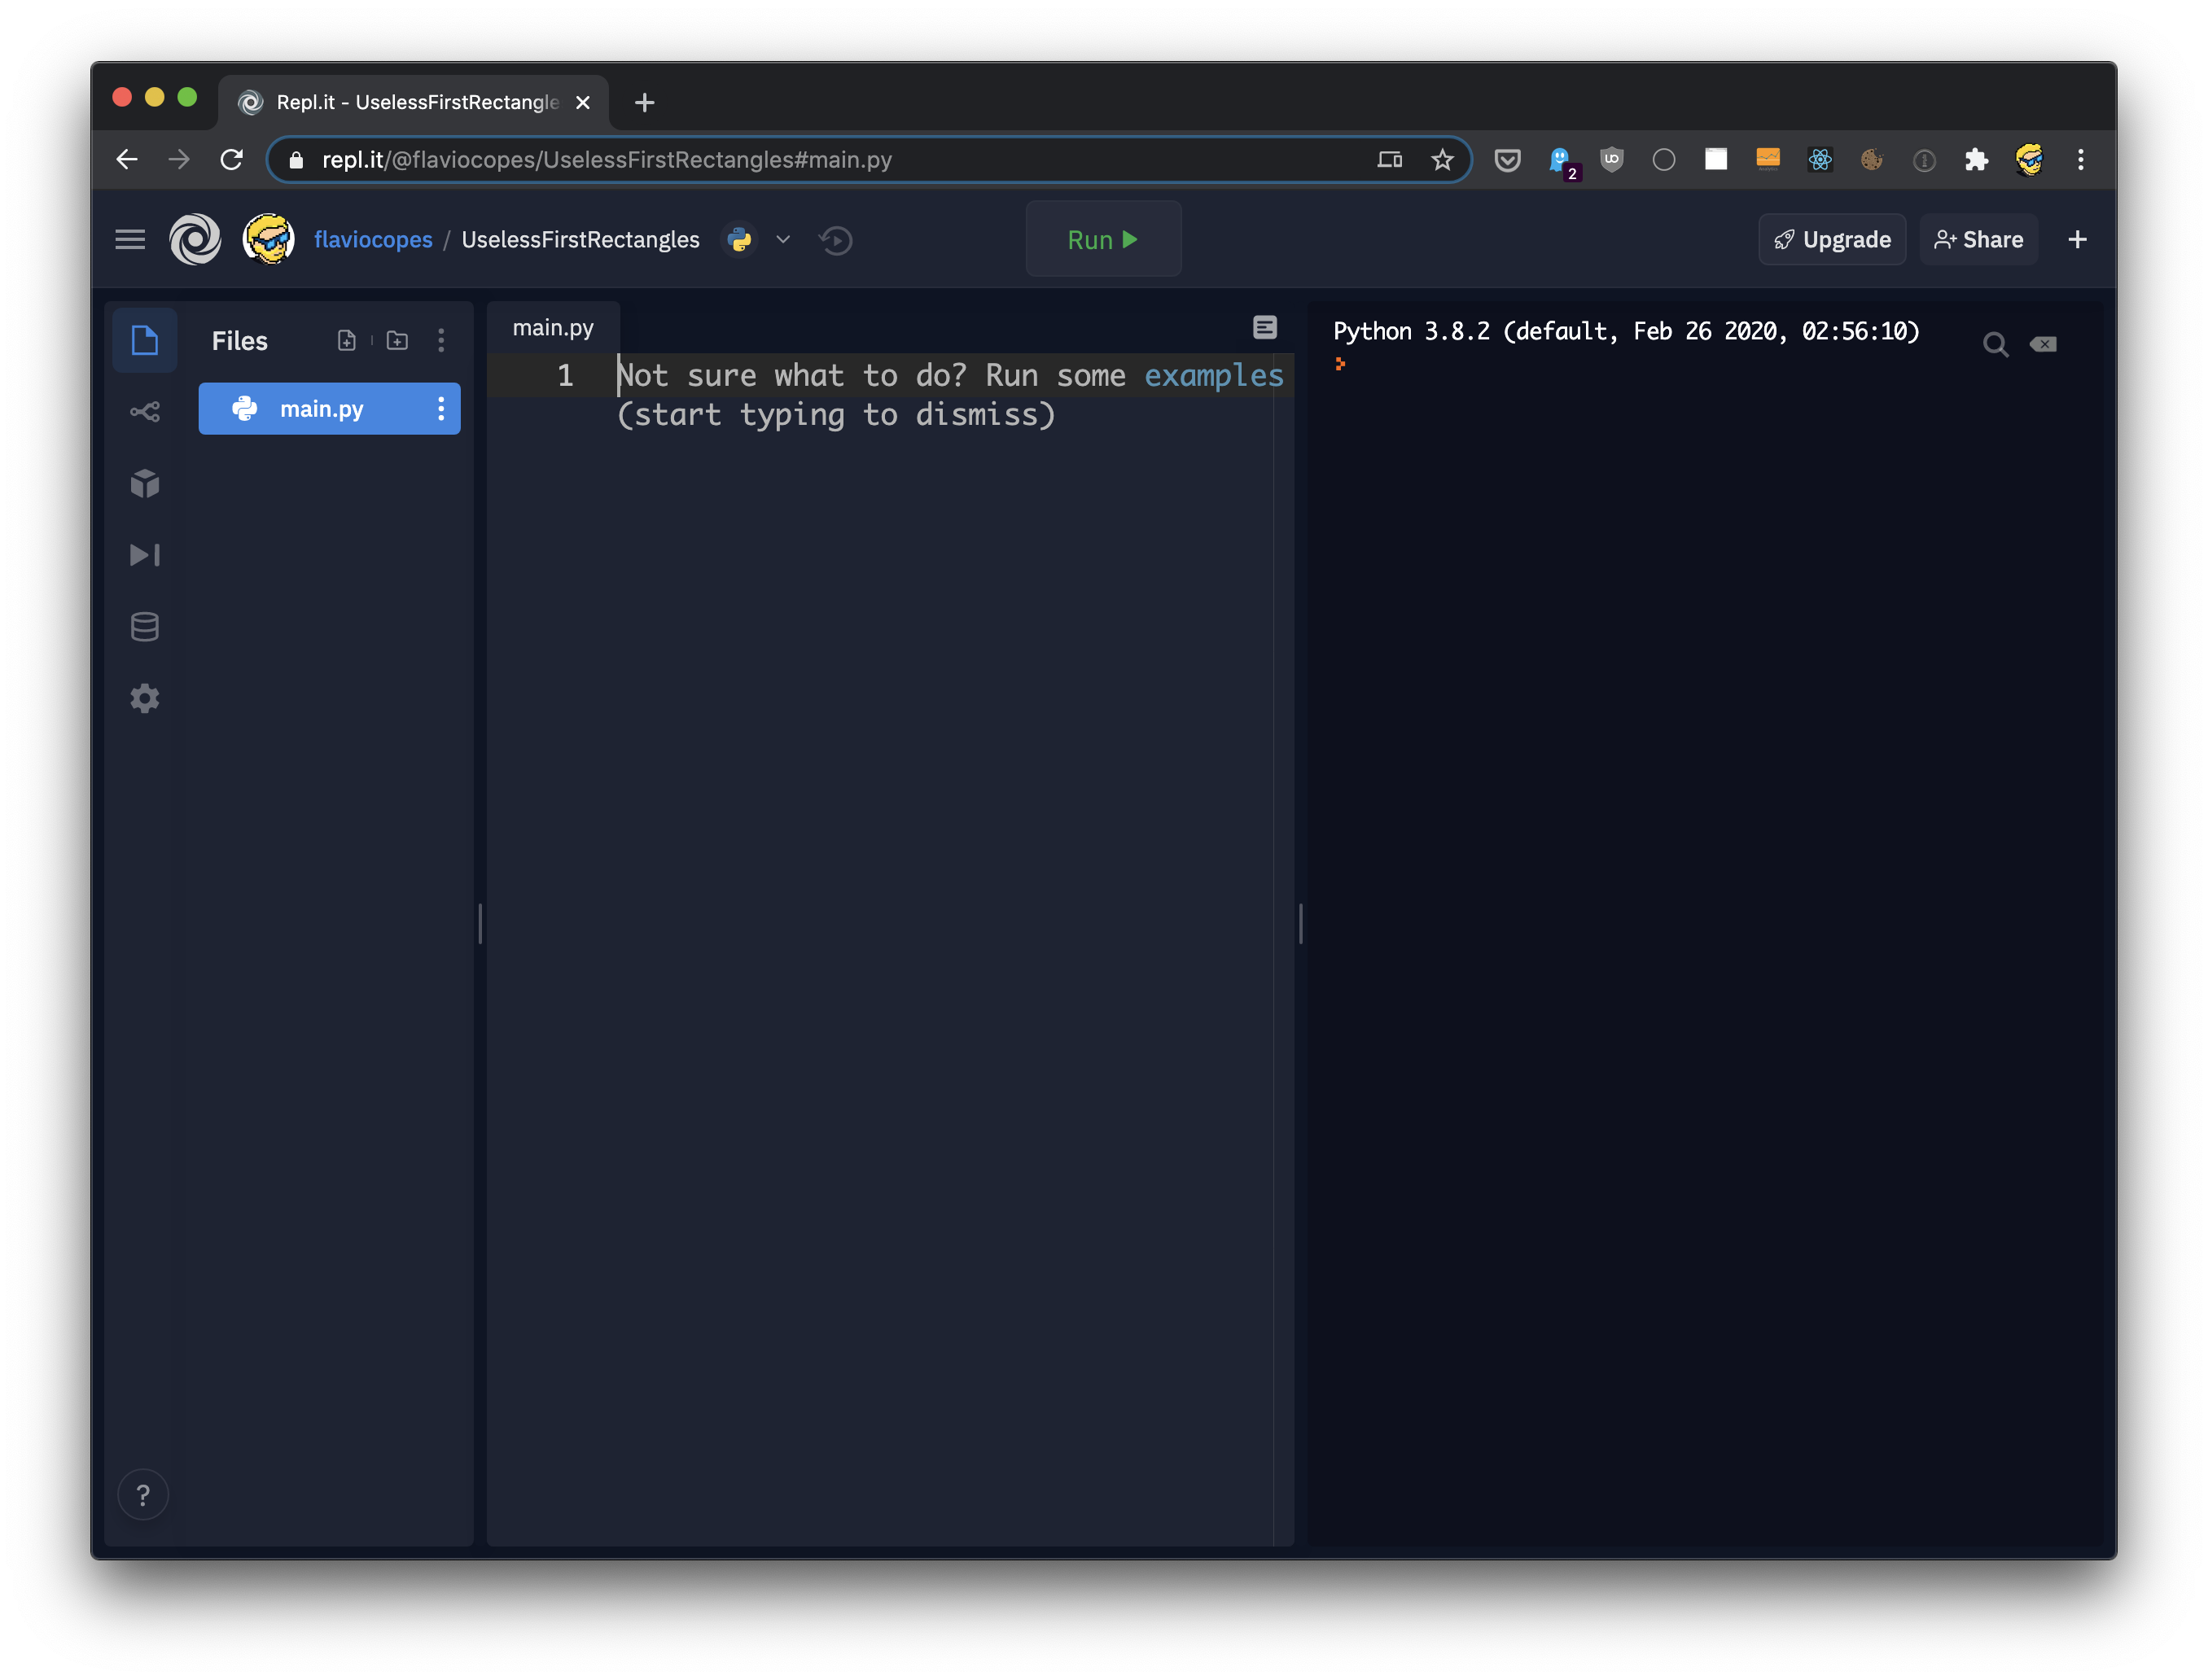 Repl.it - UselessFirstRectangle
repl.it/@flaviocopes/UselessFirstRectangles#main.py
2
flaviocopes / UselessFirstRectangles
Run
Upgrade
Share
Files
main.py
main.py
1
Not sure what to do? Run some examples
(start typing to dismiss)
Python 3.8.2 (default, Feb 26 2020, 02:56:10)
?